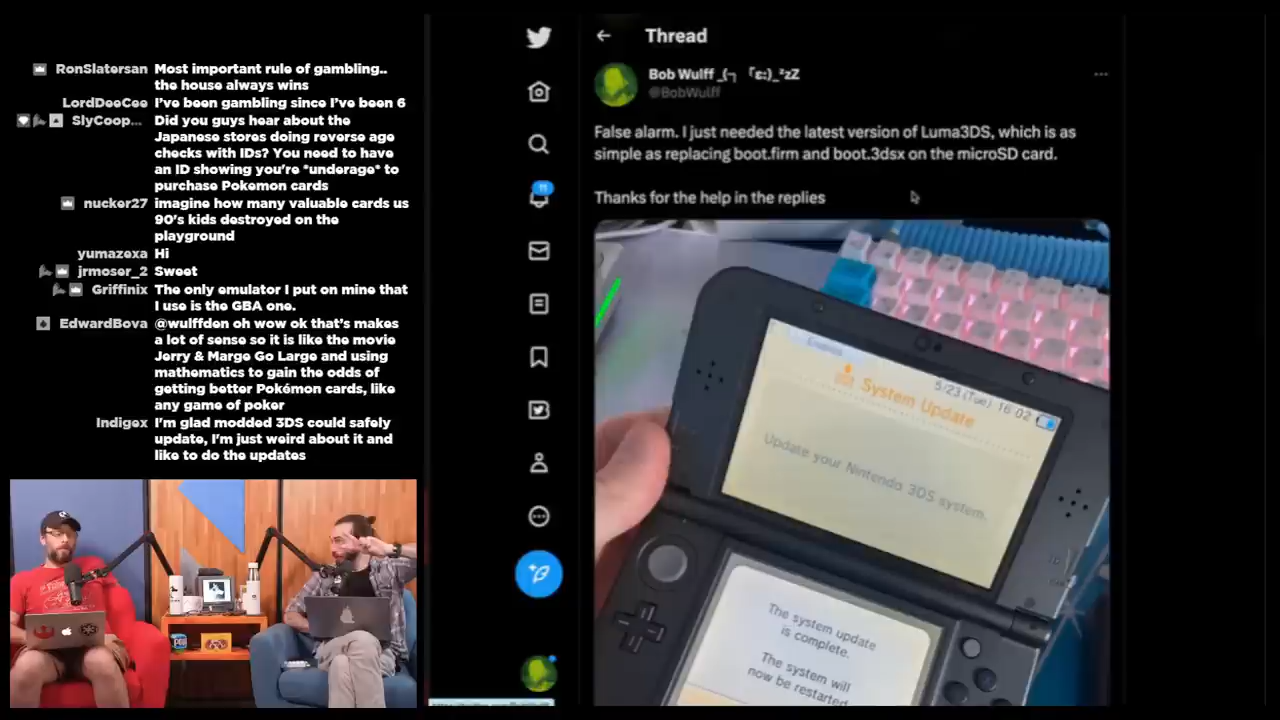 RonSlatersan Most important rule of gambling..
the house always wins
LordDeeCee I've been gambling since I've been 6
SlyCoop... Did you guys hear about the
Japanese stores doing reverse age
checks with IDs? You need to have
an ID showing you're *underage* to
purchase Pokemon cards
nucker27 imagine how many valuable cards us
90's kids destroyed on the
playground
yumazexa Hi
jrmoser_2 Sweet
Griffinix The only emulator I put on mine that
I use is the GBA one.
EdwardBova @wulffden oh wow ok that's makes
a lot of sense so it is like the movie
Jerry & Marge Go Large and using
mathematics to gain the odds of
getting better Pokémon cards, like
any game of poker
Indigex I'm glad modded 3DS could safely
update, I'm just weird about it and
like to do the updates
Thread
Bob Wulff _(┐「ε:)_²zZ
@BobWulff
False alarm. I just needed the latest version of Luma3DS, which is as
simple as replacing boot.firm and boot.3dsx on the microSD card.
Thanks for the help in the replies
11
5/23 (Tue) 16:02
System Update
Update your Nintendo 3DS system.
The system update
is complete.
The system will
now be restarted